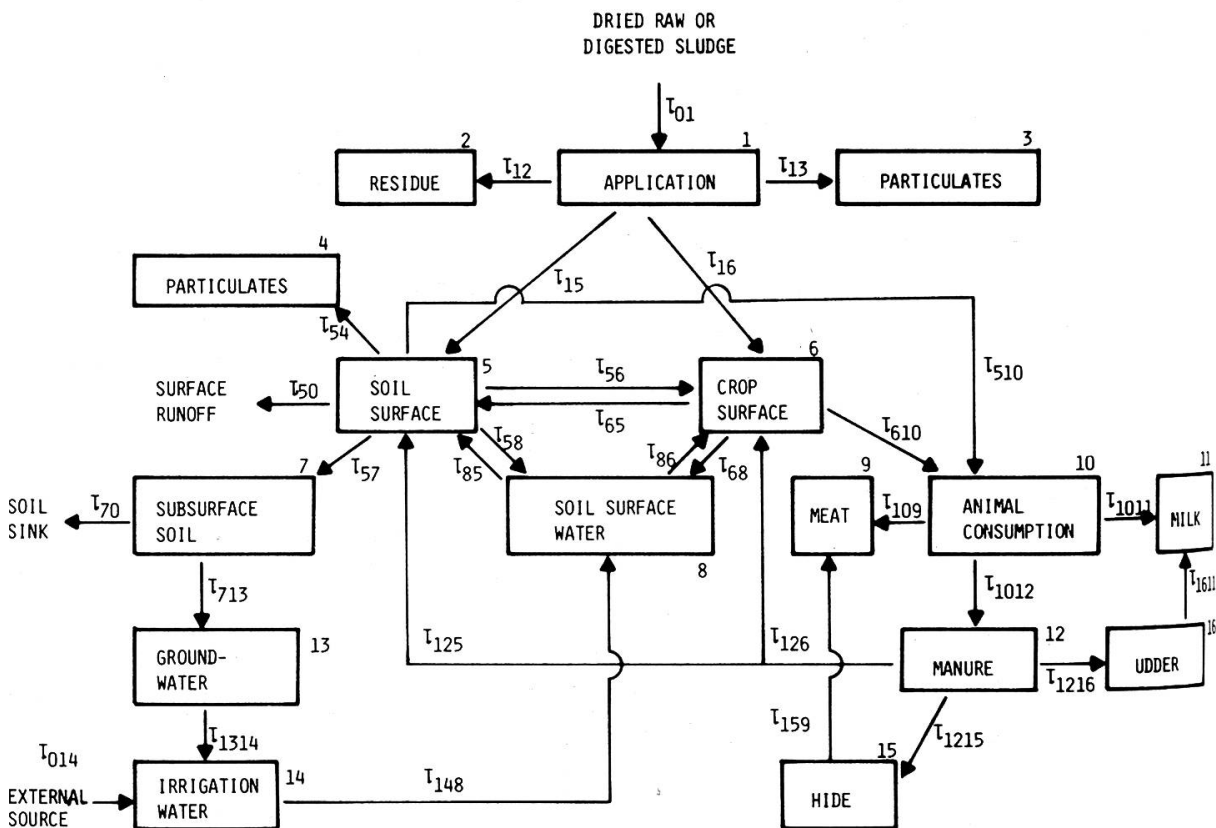 DRIED RAW OR
DIGESTED SLUDGE
τ01
2
1
3
RESIDUE
τ12
APPLICATION
τ13
PARTICULATES
4
PARTICULATES
τ15
τ16
τ54
5
6
SURFACE
RUNOFF
τ50
SOIL
SURFACE
τ56
τ65
CROP
SURFACE
τ510
τ57
τ58
τ85
τ86
τ68
τ610
7
9
10
11
SOIL
SINK
τ70
SUBSURFACE
SOIL
SOIL SURFACE
WATER
8
MEAT
τ109
ANIMAL
CONSUMPTION
τ1011
MILK
τ713
τ1012
τ1611
13
12
16
GROUND-
WATER
τ125
τ126
MANURE
τ1216
UDDER
τ1314
τ159
τ1215
τ014
14
15
EXTERNAL
SOURCE
IRRIGATION
WATER
τ148
HIDE